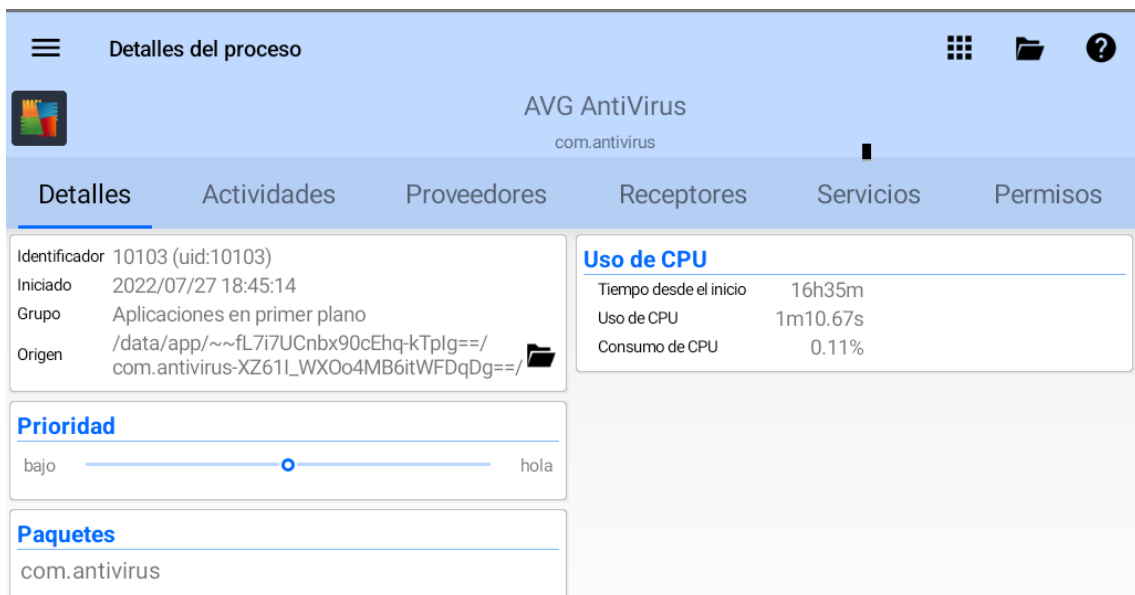 Detalles del proceso
AVG AntiVirus
com.antivirus
Detalles Actividades Proveedores Receptores Servicios Permisos
Identificador 10103 (uid:10103)
Iniciado 2022/07/27 18:45:14
Grupo Aplicaciones en primer plano
Origen /data/app/~~fL7i7UCnbx90cEhq-kTpIg==/
com.antivirus-XZ61I_WXOo4MB6itWFDqDg==/
Prioridad
bajo hola
Paquetes
com.antivirus
Uso de CPU
Tiempo desde el inicio 16h35m
Uso de CPU 1m10.67s
Consumo de CPU 0.11%